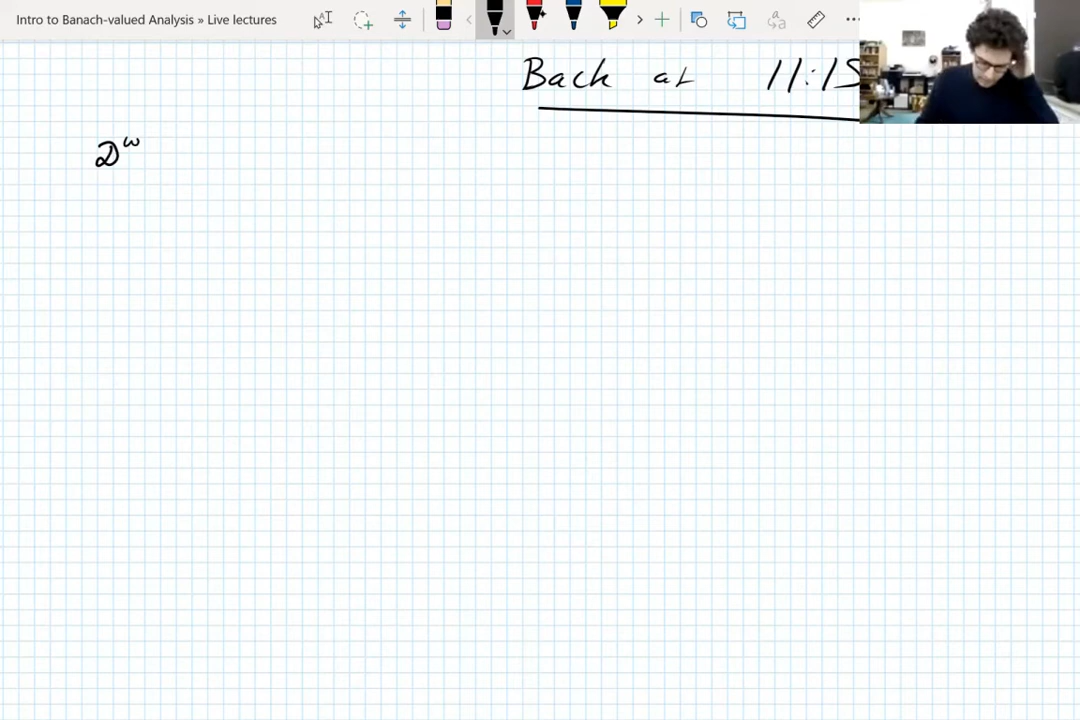 Intro to Banach-valued Analysis » Live lectures
Back at 11:15
𝒟^ω